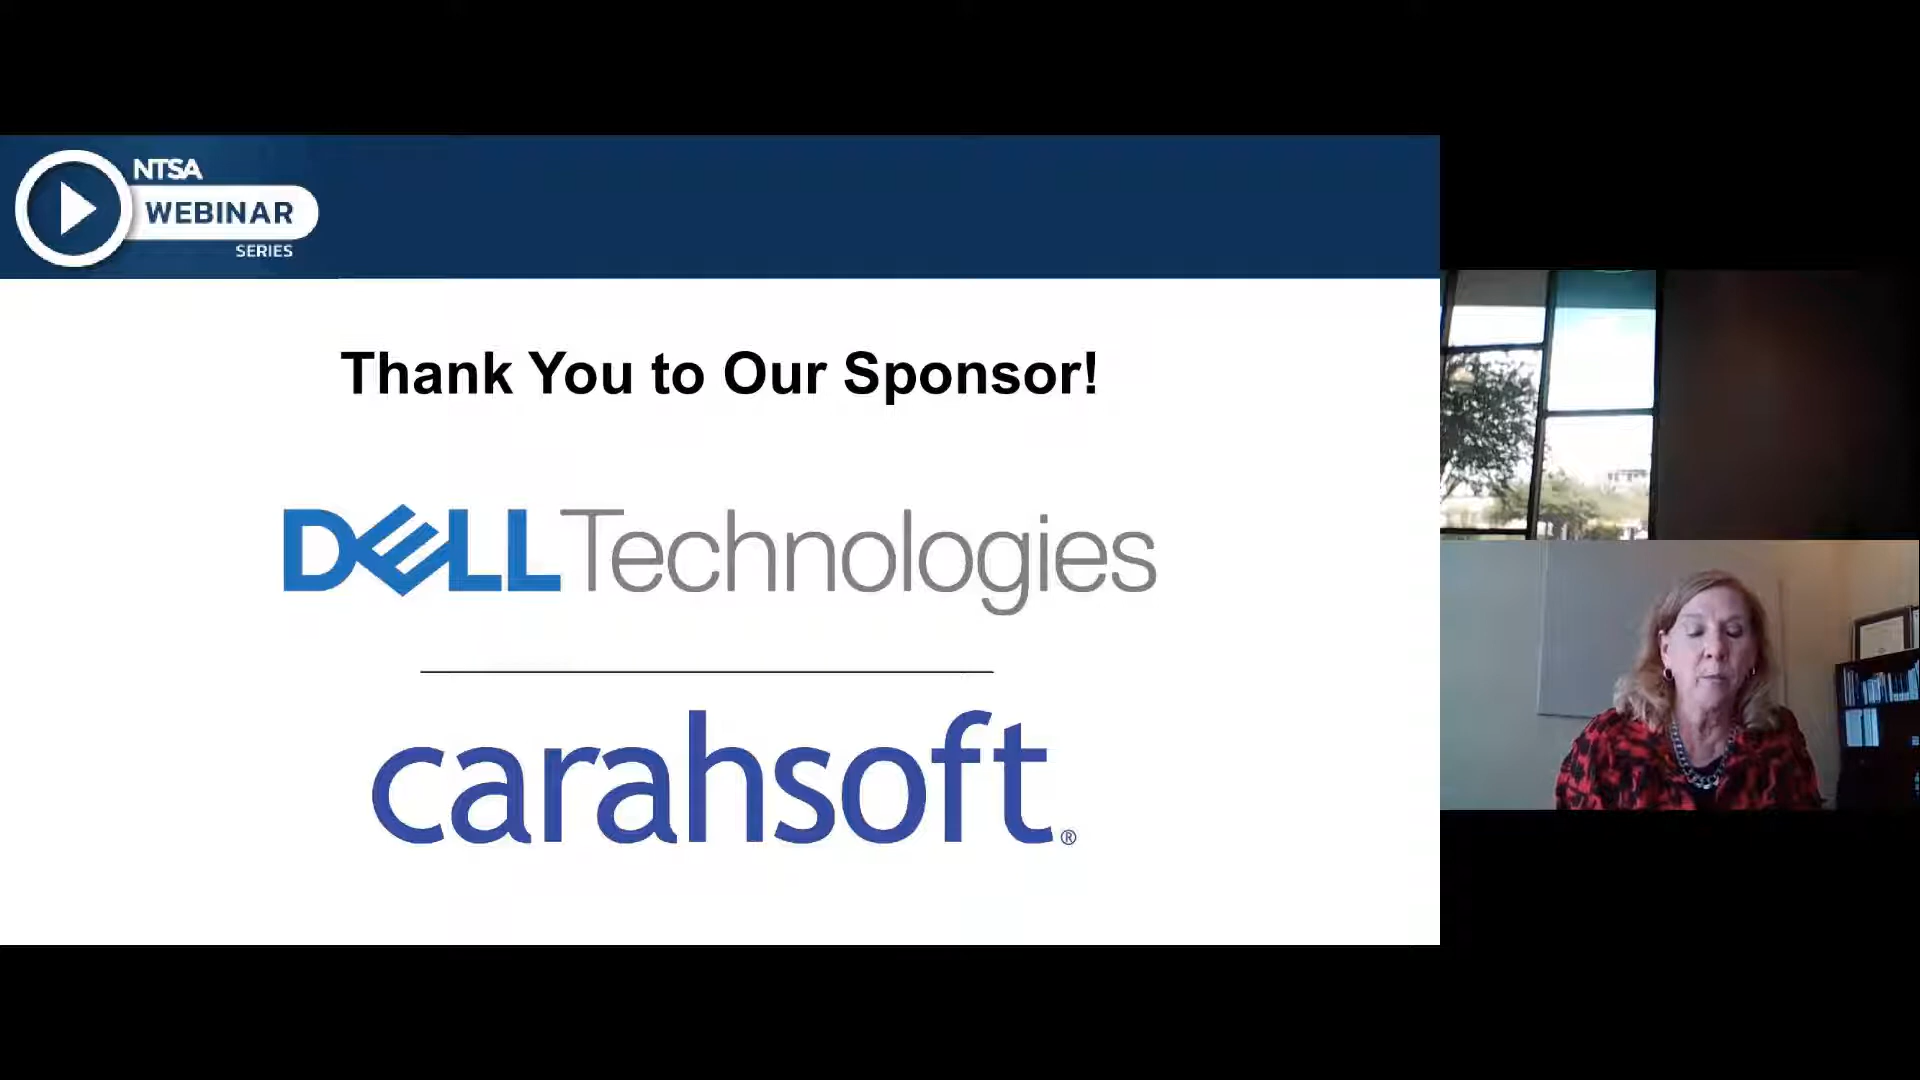 NTSA
WEBINAR
SERIES
Thank You to Our Sponsor!
DELL Technologies
carahsoft®